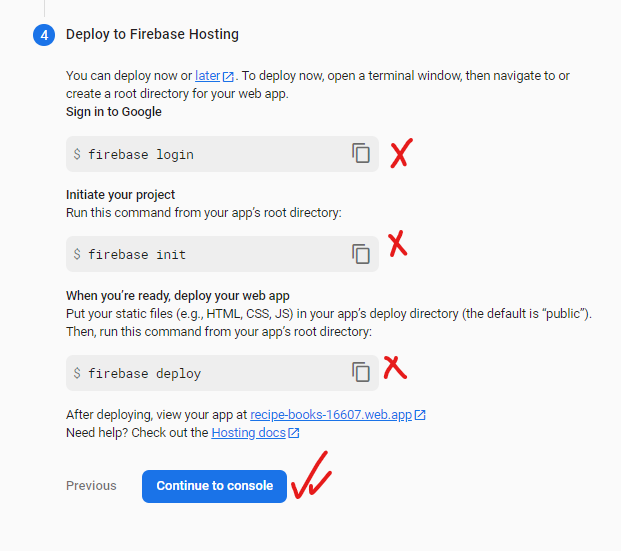 4 Deploy to Firebase Hosting
You can deploy now or later. To deploy now, open a terminal window, then navigate to or
create a root directory for your web app.
Sign in to Google
$ firebase login
Initiate your project
Run this command from your app's root directory:
$ firebase init
When you're ready, deploy your web app
Put your static files (e.g., HTML, CSS, JS) in your app's deploy directory (the default is “public”).
Then, run this command from your app's root directory:
$ firebase deploy
After deploying, view your app at recipe-books-16607.web.app
Need help? Check out the Hosting docs
Previous Continue to console